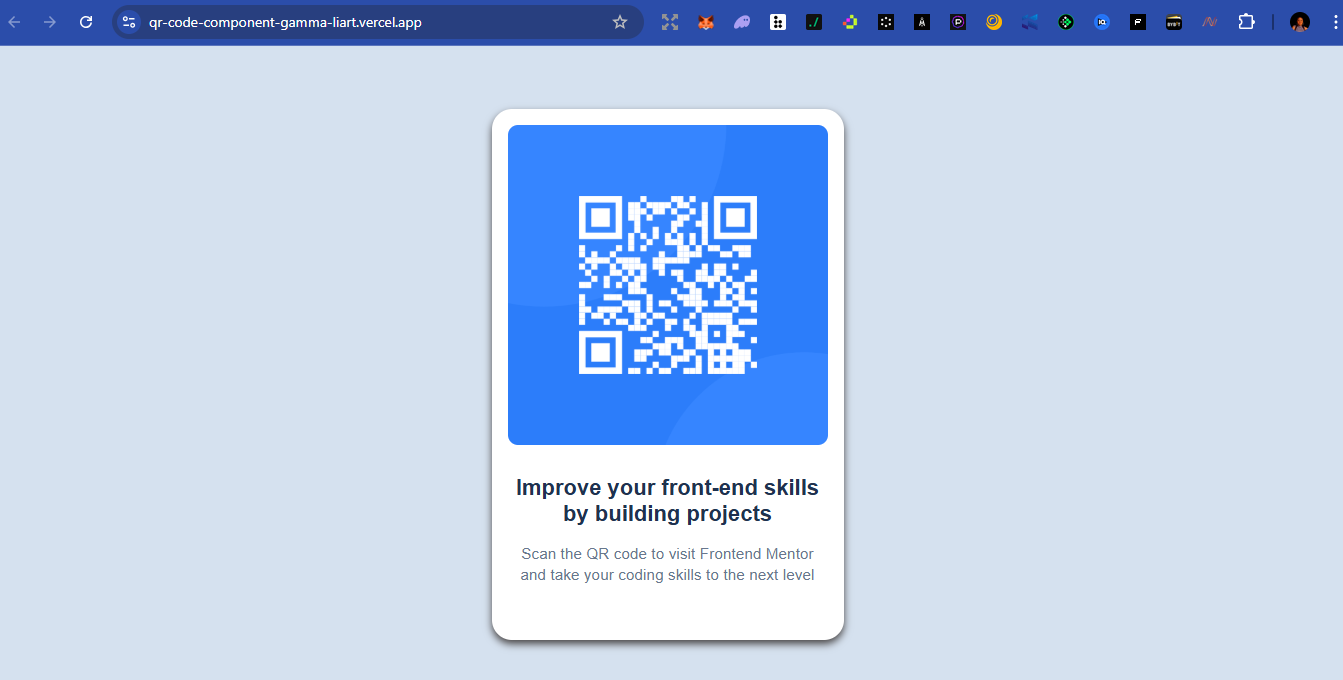 qr-code-component-gamma-liart.vercel.app
Improve your front-end skills
by building projects
Scan the QR code to visit Frontend Mentor
and take your coding skills to the next level